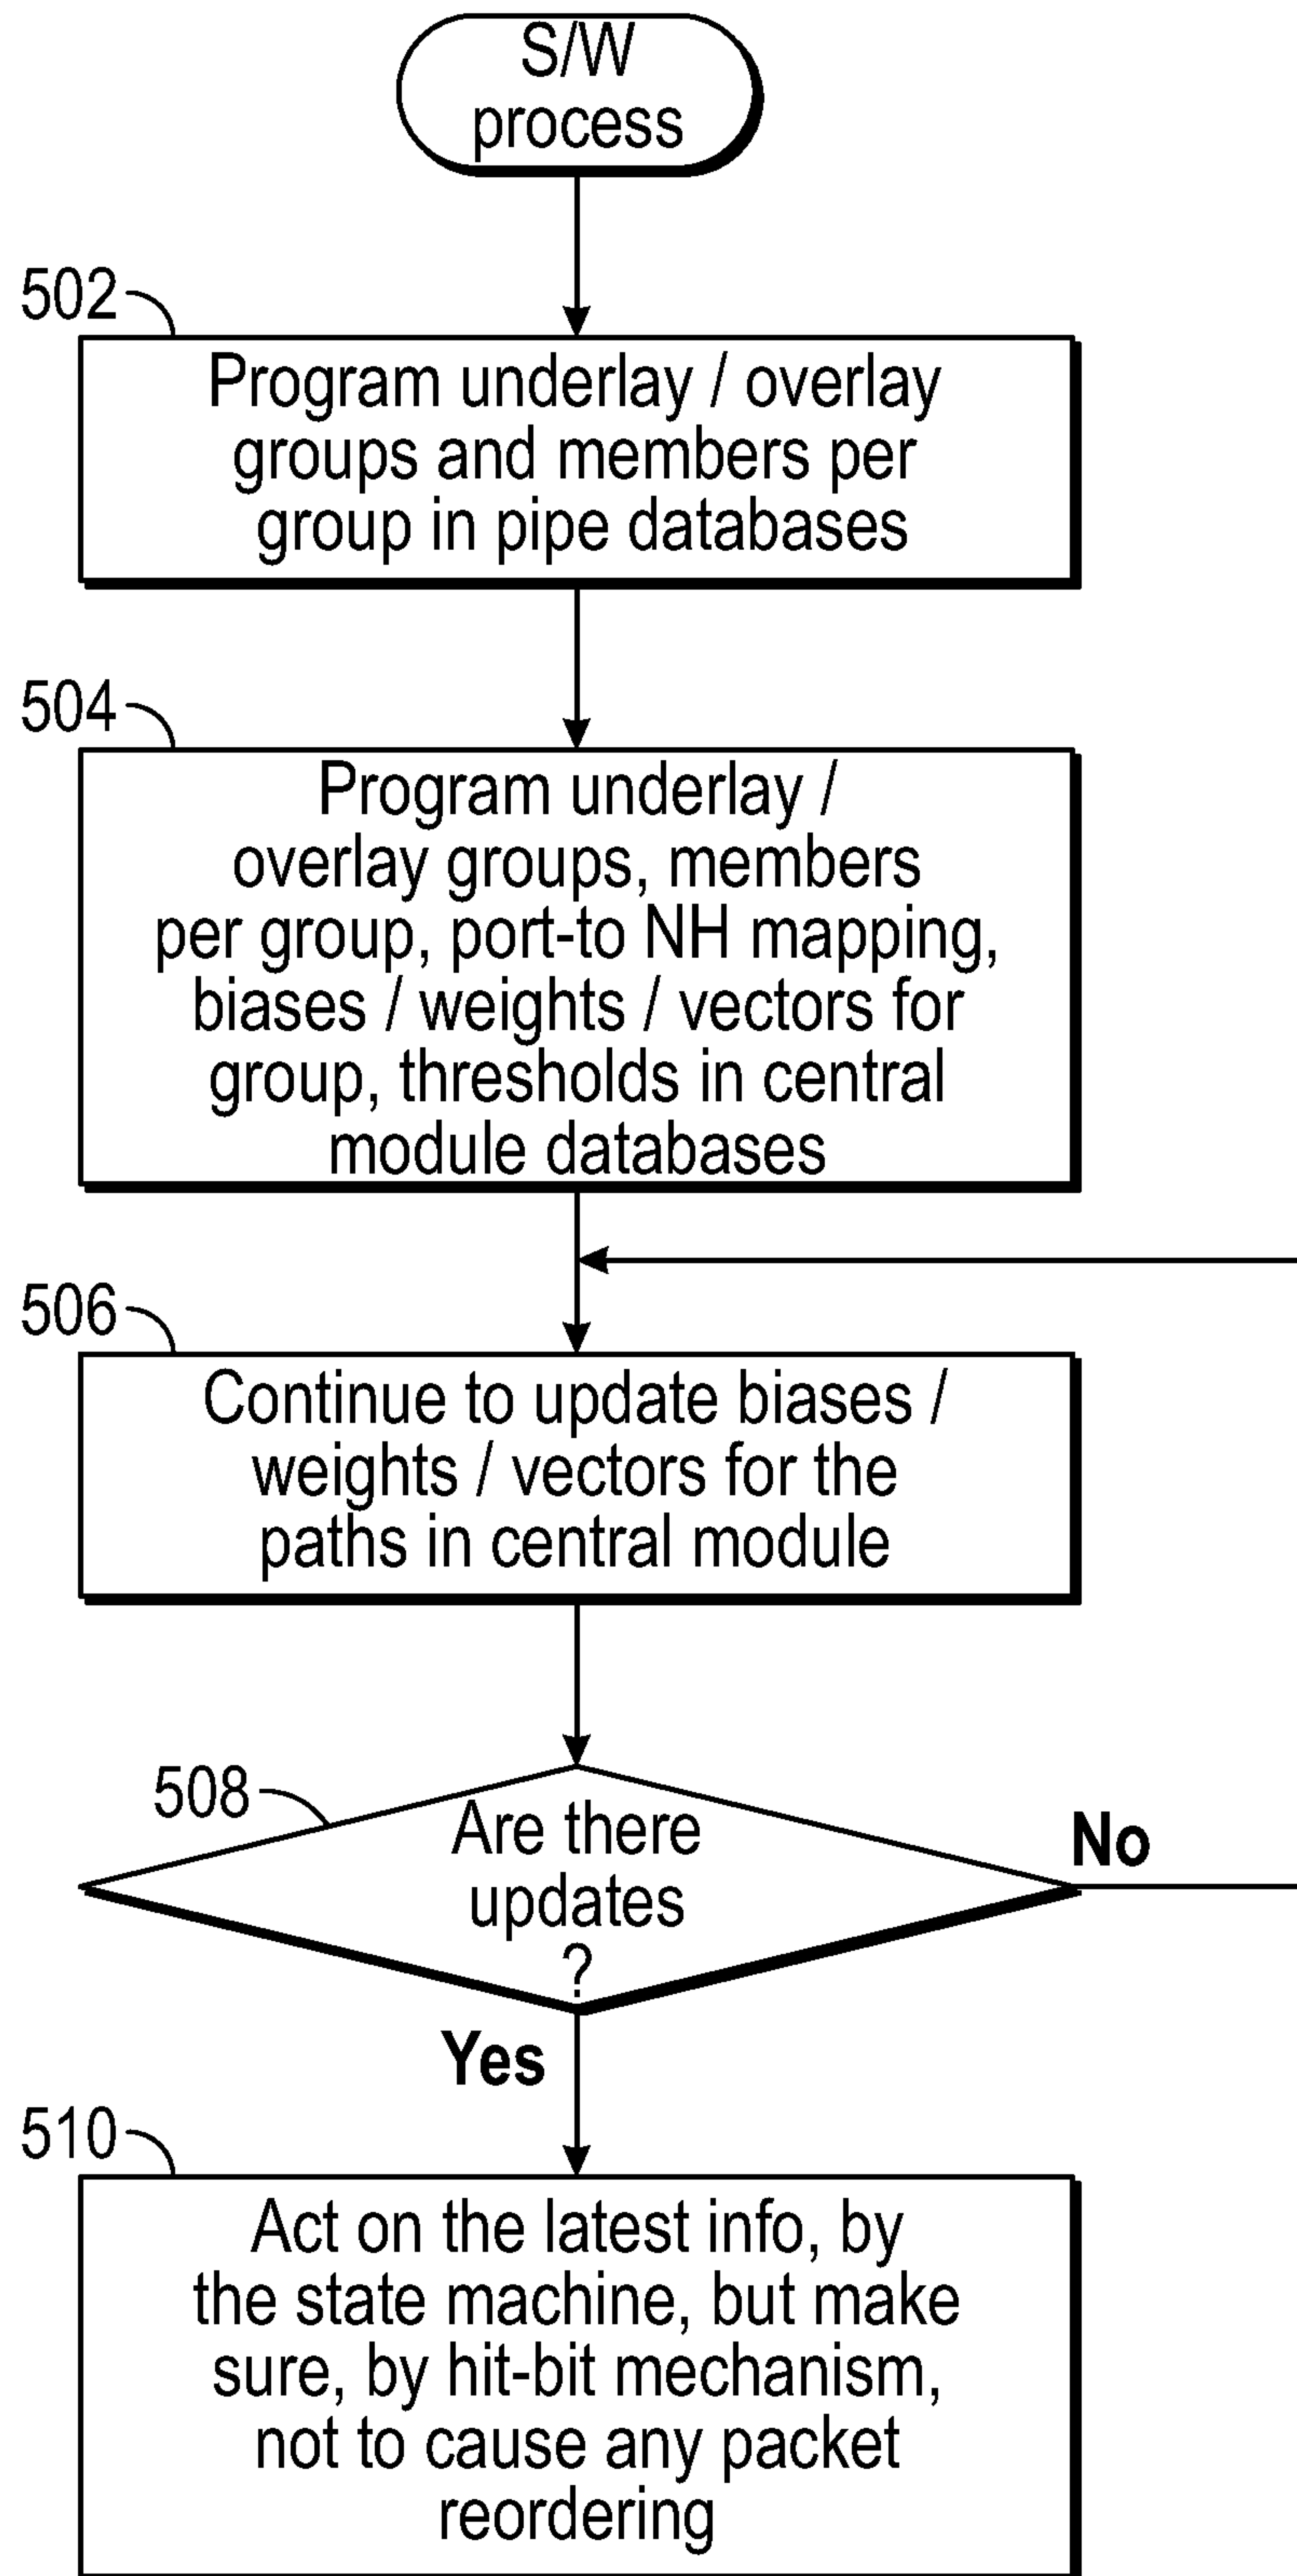 S/W
process
502
Program underlay / overlay
groups and members per
group in pipe databases
504
Program underlay /
overlay groups, members
per group, port-to NH mapping,
biases / weights / vectors for
group, thresholds in central
module databases
506
Continue to update biases /
weights / vectors for the
paths in central module
508
Are there
updates
?
No
Yes
510
Act on the latest info, by
the state machine, but make
sure, by hit-bit mechanism,
not to cause any packet
reordering